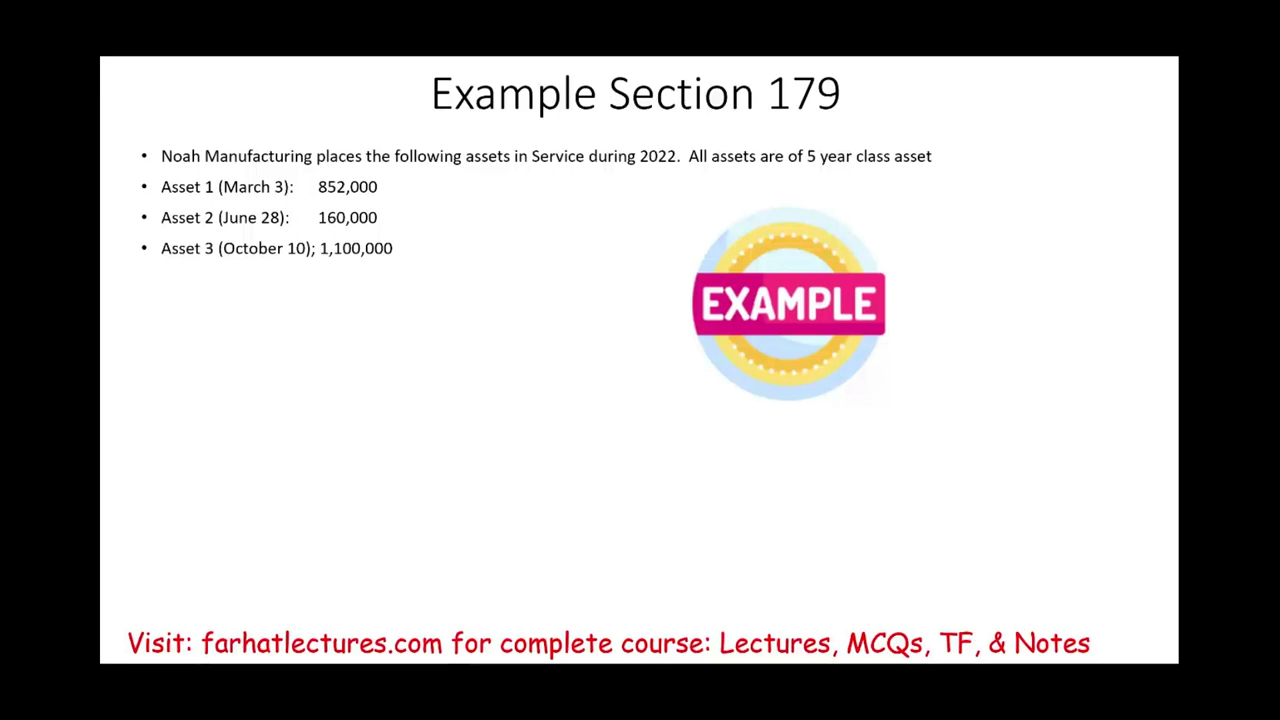 Example Section 179
• Noah Manufacturing places the following assets in Service during 2022. All assets are of 5 year class asset
• Asset 1 (March 3): 852,000
• Asset 2 (June 28): 160,000
• Asset 3 (October 10); 1,100,000
EXAMPLE
Visit: farhatlectures.com for complete course: Lectures, MCQs, TF, & Notes